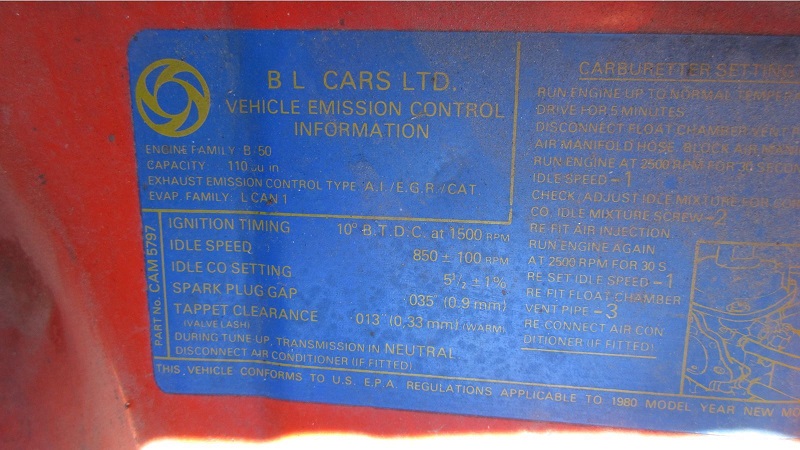 B L CARS LTD.
VEHICLE EMISSION CONTROL
INFORMATION
ENGINE FAMILY B. 50
CAPACITY 110 cu in
EXHAUST EMISSION CONTROL TYPE A.I./E.G.R./CAT
EVAP. FAMILY: L CAN 1
PART No. CAM 5797
IGNITION TIMING 10° B.T.D.C. at 1500 RPM
IDLE SPEED 850 ± 100 RPM
IDLE CO SETTING 5½ ± 1%
SPARK PLUG GAP .035" (0.9 mm)
TAPPET CLEARANCE .013" (0.33 mm) (WARM)
(VALVE LASH)
DURING TUNE UP, TRANSMISSION IN NEUTRAL
DISCONNECT AIR CONDITIONER (IF FITTED)
THIS VEHICLE CONFORMS TO U.S. E.P.A. REGULATIONS APPLICABLE TO 1980 MODEL YEAR NEW
CARBURETTER SETTING
RUN ENGINE UP TO NORMAL
DRIVE FOR 5 MINUTES
DISCONNECT FLOAT CHAMBER VENT
AIR MANIFOLD HOSE, BLOCK AIR
RUN ENGINE AT 2500 RPM FOR 30
IDLE SPEED -1
CHECK, ADJUST IDLE MIXTURE FOR
CO. IDLE MIXTURE SCREW -2
RE FIT AIR INJECTION
RUN ENGINE AGAIN
AT 2500 RPM FOR 30 S
RE SET IDLE SPEED -1
RE FIT FLOAT CHAMBER
VENT PIPE -3
RE CONNECT AIR CON
DITIONER (IF FITTED)